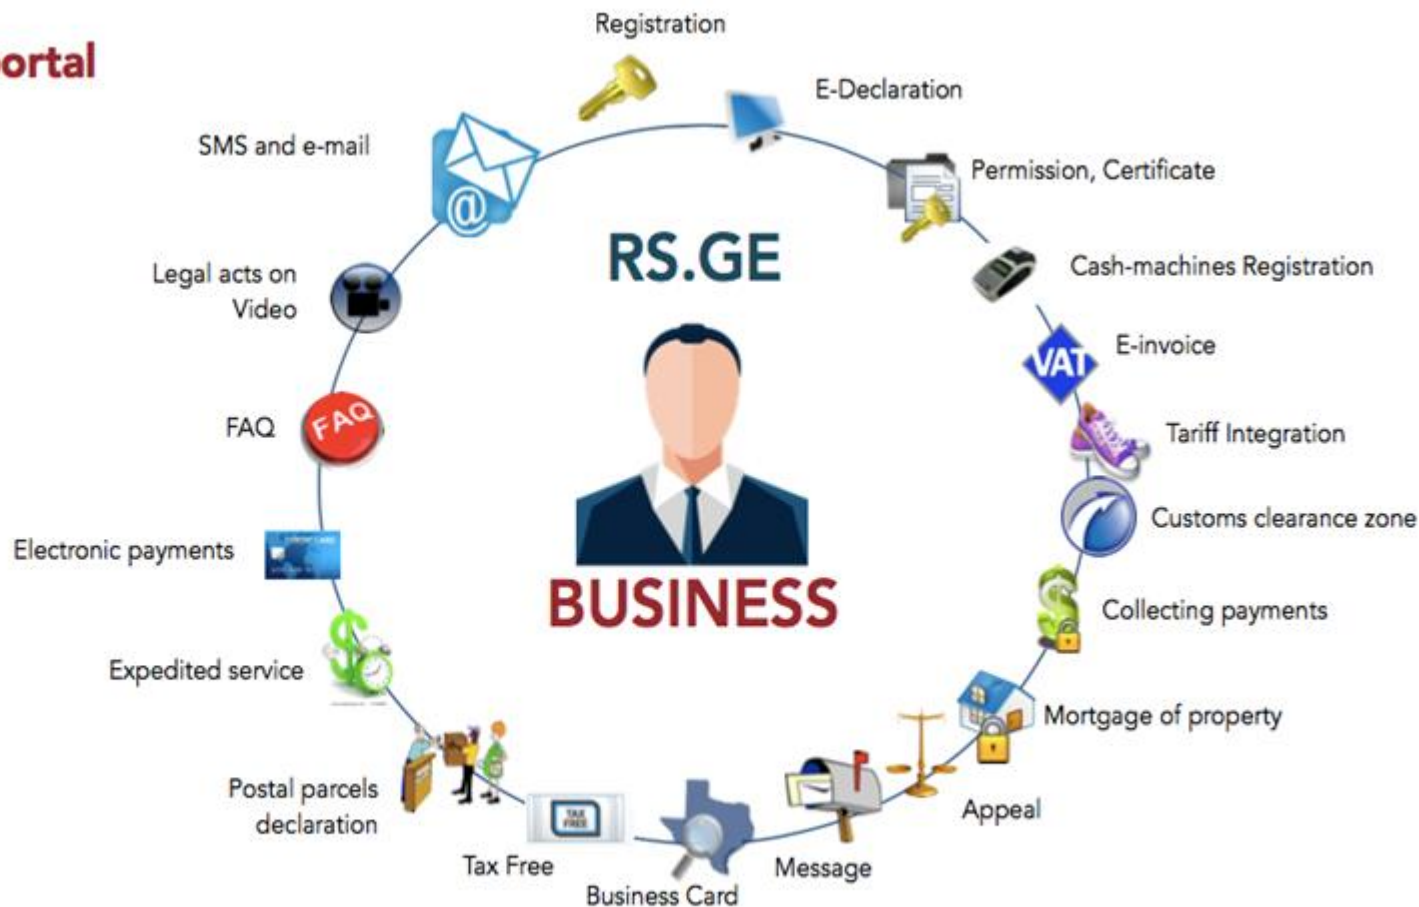 ortal
Registration
E-Declaration
SMS and e-mail
Permission, Certificate
RS.GE
Cash-machines Registration
Legal acts on
Video
VAT
E-invoice
FAQ
FAQ
Tariff Integration
Customs clearance zone
Electronic payments
BUSINESS
Collecting payments
Expedited service
Mortgage of property
Postal parcels
declaration
Appeal
TAX
FREE
Tax Free
Message
Business Card